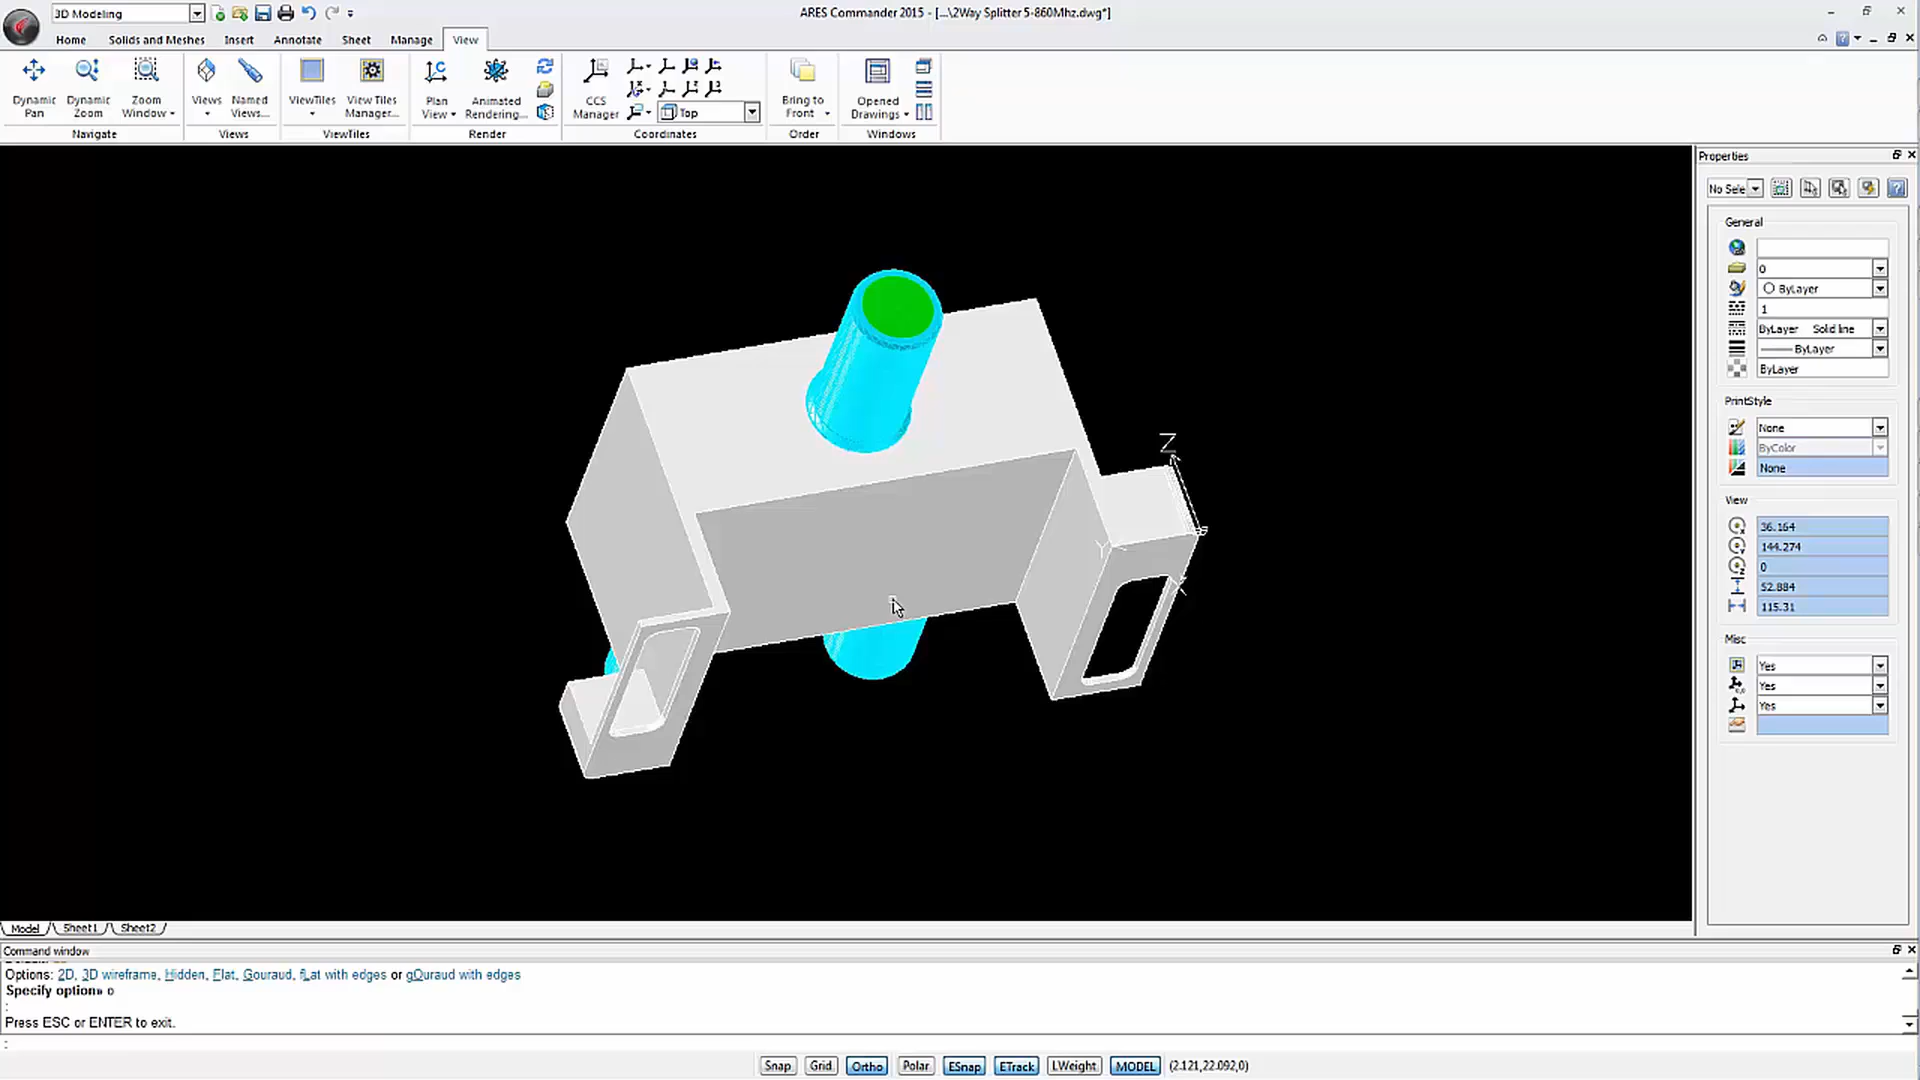 3D Modeling
ARES Commander 2015 - [...\2Way Splitter 5-860Mhz.dwg*]
Home Solids and Meshes Insert Annotate Sheet Manage View
Dynamic Pan
Dynamic Zoom
Zoom Window
Views
Named Views...
ViewTiles
View Tiles Manager...
Plan View
Animated Rendering...
CCS Manager
Top
Bring to Front
Opened Drawings
Navigate Views ViewTiles Render Coordinates Order Windows
Properties
No Sele
General
0
ByLayer
1
ByLayer Solid line
ByLayer
ByLayer
PrintStyle
None
ByColor
None
View
36.164
144.274
0
52.884
115.31
Misc
Yes
Yes
Yes
Z
Y
Model Sheet1 Sheet2
Command window
Options: 2D, 3D wireframe, Hidden, Flat, Gouraud, fLat with edges or gOuraud with edges
Specify option» o
:
Press ESC or ENTER to exit.
:
Snap Grid Ortho Polar ESnap ETrack LWeight MODEL (2.121,22.092,0)